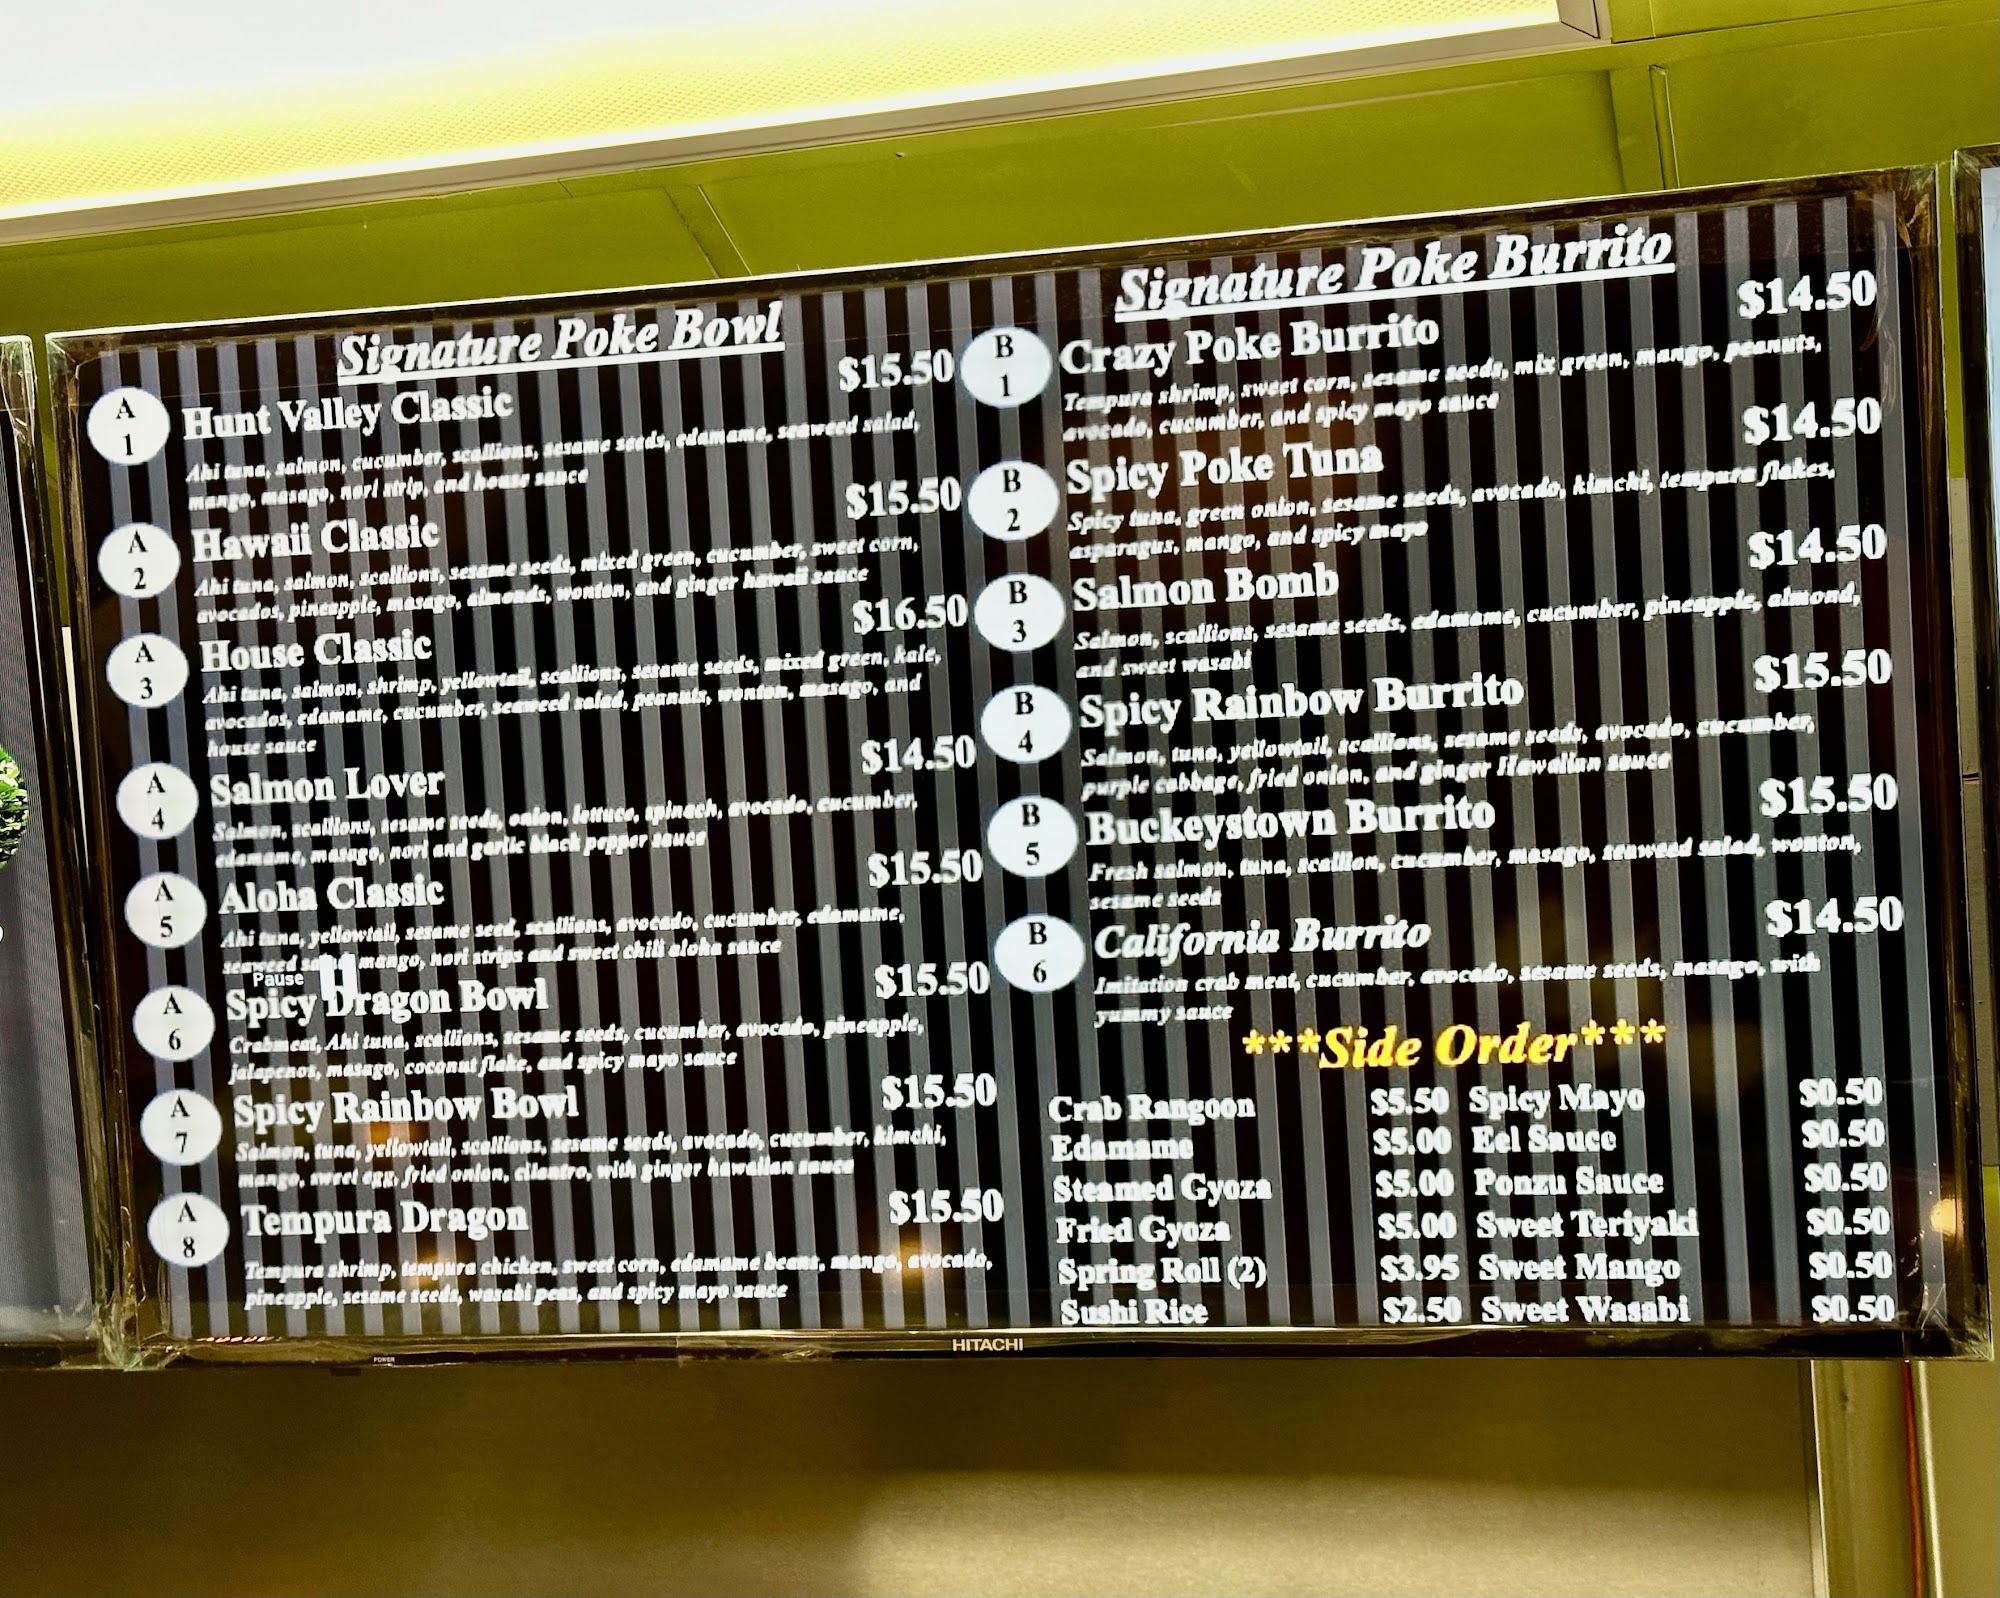 Signature Poke Bowl
A
1
Hunt Valley Classic
$15.50
Ahi tuna, salmon, cucumber, scallions, sesame seeds, edamame, seaweed salad,
mango, masago, nori strip, and house sauce
A
2
Hawaii Classic
$15.50
Ahi tuna, salmon, scallions, sesame seeds, mixed green, cucumber, sweet corn,
avocados, pineapple, masago, almonds, wonton, and ginger hawaii sauce
A
3
House Classic
$16.50
Ahi tuna, salmon, shrimp, yellowtail, scallions, sesame seeds, mixed green, kale,
avocados, edamame, cucumber, seaweed salad, peanuts, wonton, masago, and
house sauce
A
4
Salmon Lover
$14.50
Salmon, scallions, sesame seeds, onion, lettuce, spinach, avocado, cucumber,
edamame, masago, nori and garlic black pepper sauce
A
5
Aloha Classic
$15.50
Ahi tuna, yellowtail, sesame seed, scallions, avocado, cucumber, edamame,
seaweed mango, nori strips and sweet chili aloha sauce
Pause
A
6
Spicy Dragon Bowl
$15.50
Crabmeat, Ahi tuna, scallions, sesame seeds, cucumber, avocado, pineapple,
jalapenos, masago, coconut flake, and spicy mayo sauce
A
7
Spicy Rainbow Bowl
$15.50
Salmon, tuna, yellowtail, scallions, sesame seeds, avocado, cucumber, kimchi,
mango, sweet egg, fried onion, cilantro, with ginger hawaiian sauce
A
8
Tempura Dragon
$15.50
Tempura shrimp, tempura chicken, sweet corn, edamame beans, mango, avocado,
pineapple, sesame seeds, wasabi peas, and spicy mayo sauce
Signature Poke Burrito
B
1
Crazy Poke Burrito
$14.50
Tempura shrimp, sweet corn, sesame seeds, mix green, mango, peanuts,
avocado, cucumber, and spicy mayo sauce
B
2
Spicy Poke Tuna
$14.50
Spicy tuna, green onion, sesame seeds, avocado, kimchi, tempura flakes,
asparagus, mango, and spicy mayo
B
3
Salmon Bomb
$14.50
Salmon, scallions, sesame seeds, edamame, cucumber, pineapple, almond,
and sweet wasabi
B
4
Spicy Rainbow Burrito
$15.50
Salmon, tuna, yellowtail, scallions, sesame seeds, avocado, cucumber,
purple cabbage, fried onion, and ginger Hawaiian sauce
B
5
Buckeystown Burrito
$15.50
Fresh salmon, tuna, scallion, cucumber, masago, seaweed salad, wonton,
sesame seeds
B
6
California Burrito
$14.50
Imitation crab meat, cucumber, avocado, sesame seeds, masago, with
yummy sauce
***Side Order***
Crab Rangoon $5.50 Spicy Mayo $0.50
Edamame $5.00 Eel Sauce $0.50
Steamed Gyoza $5.00 Ponzu Sauce $0.50
Fried Gyoza $5.00 Sweet Teriyaki $0.50
Spring Roll (2) $3.95 Sweet Mango $0.50
Sushi Rice $2.50 Sweet Wasabi $0.50
POWER
HITACHI